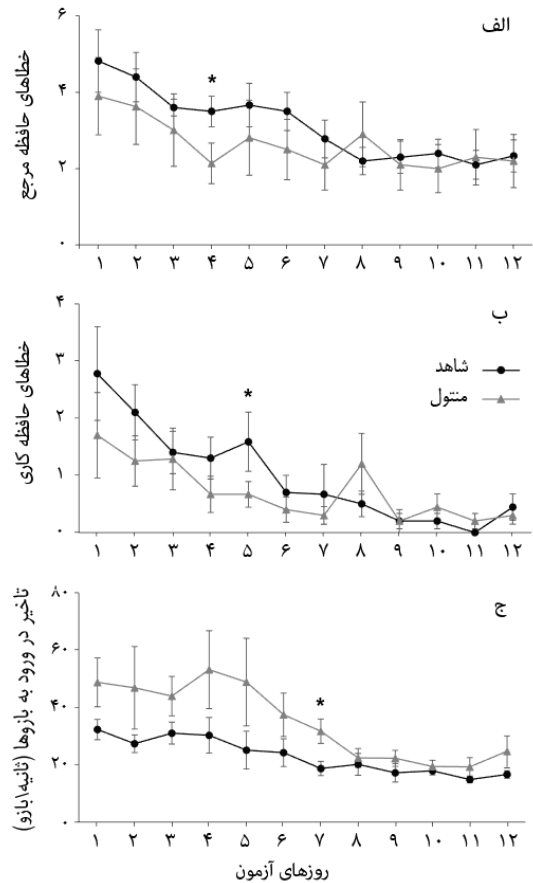 الف
خطاهای حافظه مرجع
۶
۴
۲
۰
*
۱ ۲ ۳ ۴ ۵ ۶ ۷ ۸ ۹ ۱۰ ۱۱ ۱۲
ب
خطاهای حافظه کاری
۴
۳
۲
۱
۰
*
شاهد
منتول
۱ ۲ ۳ ۴ ۵ ۶ ۷ ۸ ۹ ۱۰ ۱۱ ۱۲
ج
تاخیر در ورود به بازوها (ثانیه\بازو)
۸۰
۶۰
۴۰
۲۰
۰
*
۱ ۲ ۳ ۴ ۵ ۶ ۷ ۸ ۹ ۱۰ ۱۱ ۱۲
روزهای آزمون